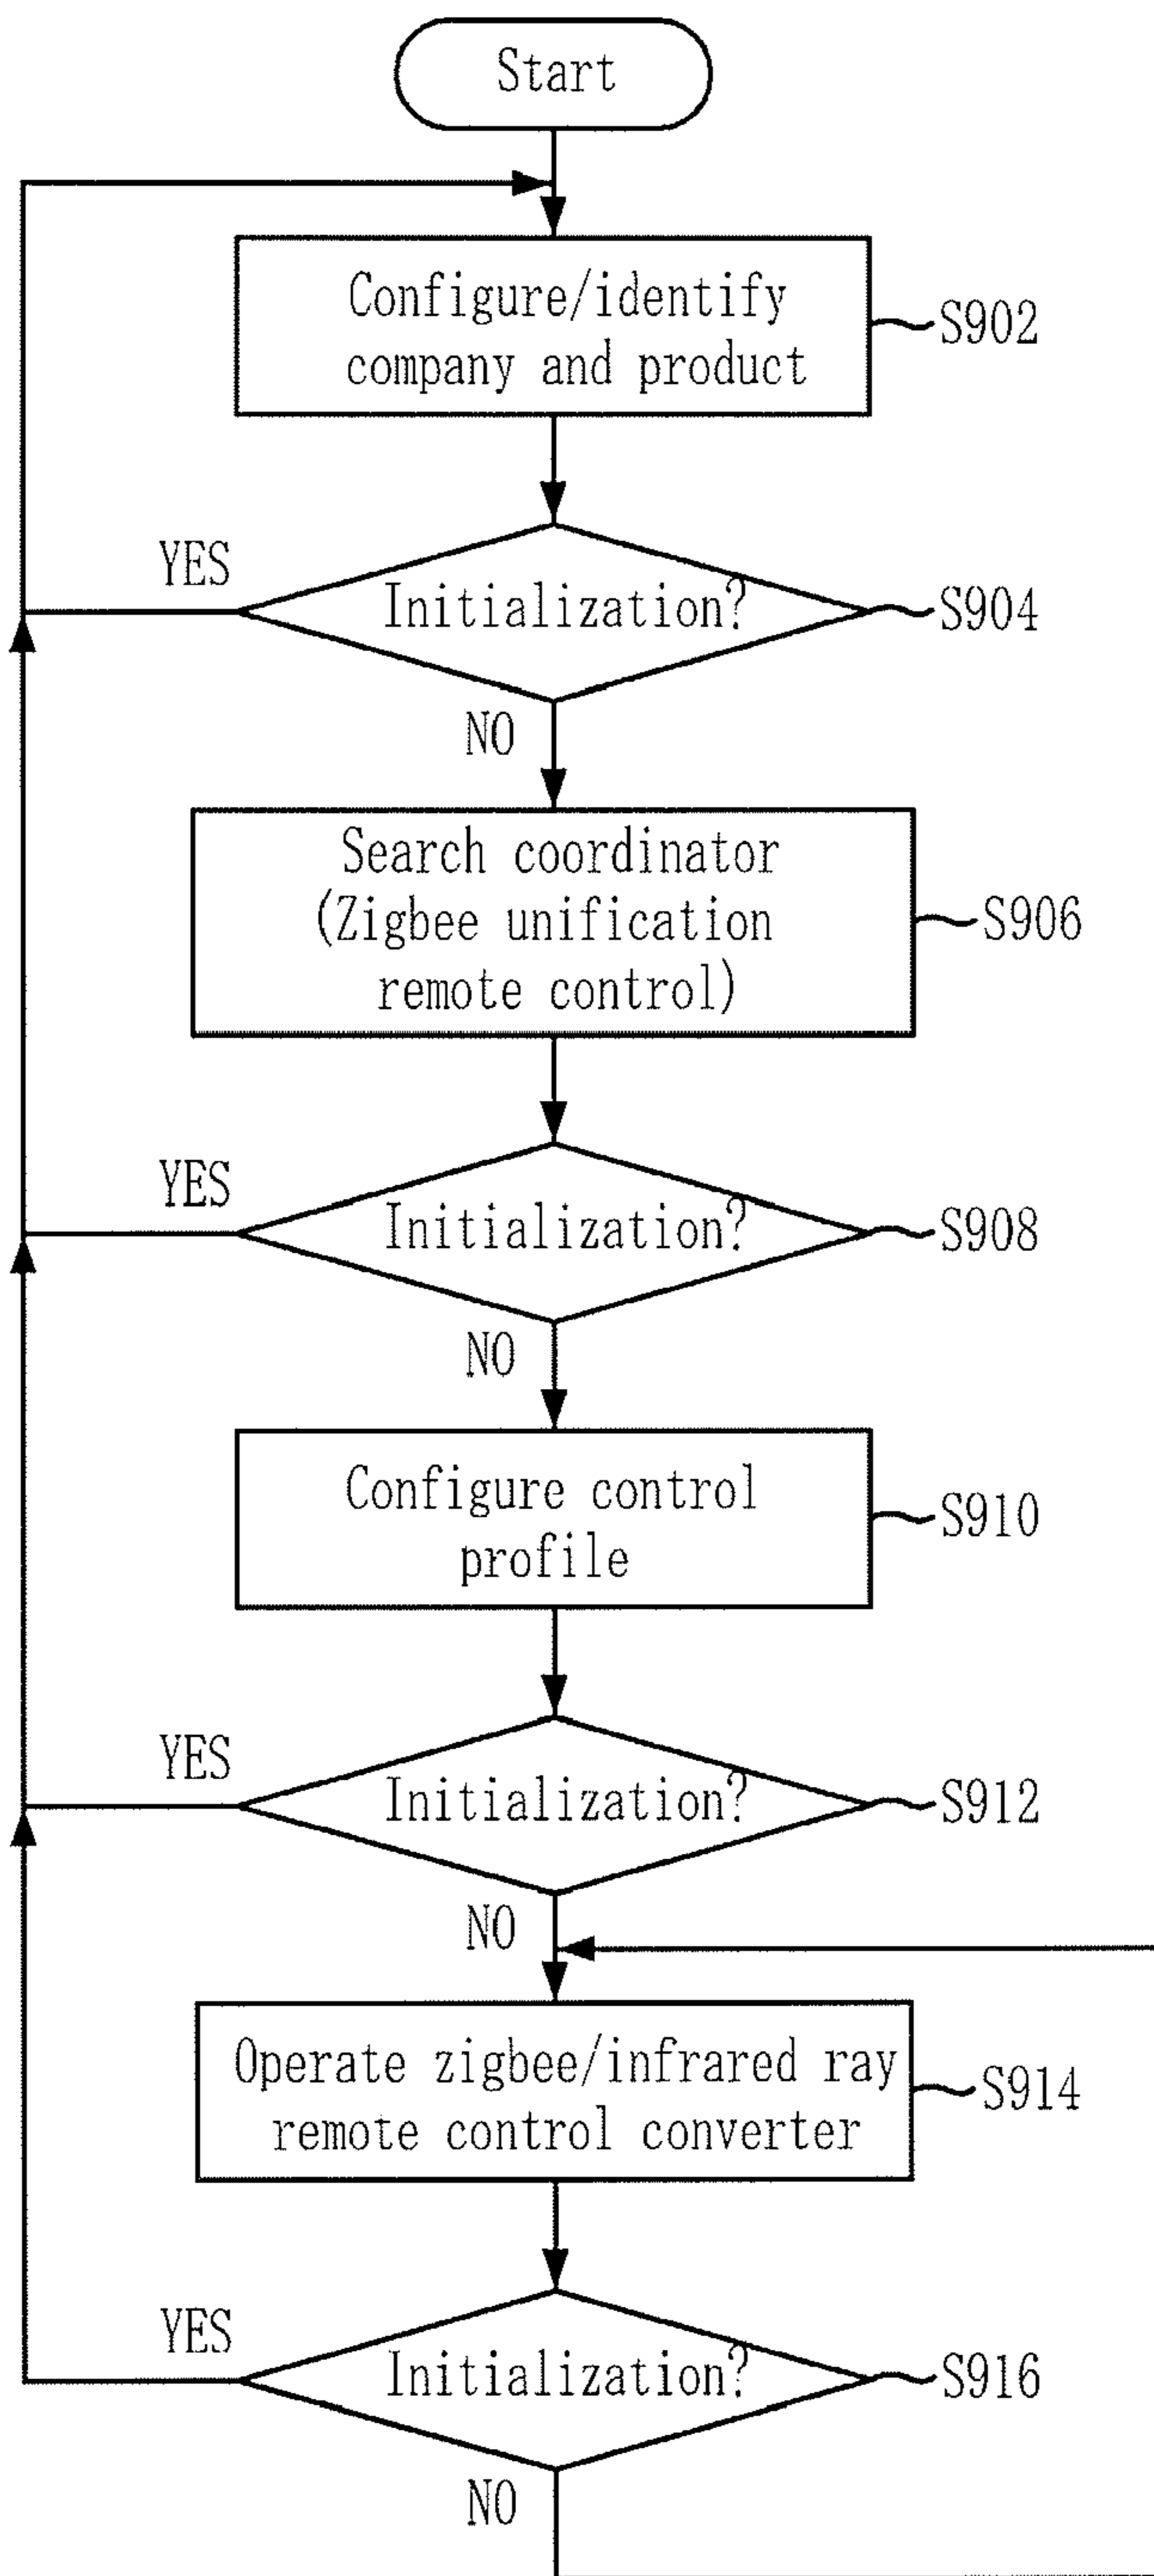 Start
Configure/identify
company and product
S902
YES
Initialization?
S904
NO
Search coordinator
(Zigbee unification
remote control)
S906
YES
Initialization?
S908
NO
Configure control
profile
S910
YES
Initialization?
S912
NO
Operate zigbee/infrared ray
remote control converter
S914
YES
Initialization?
S916
NO